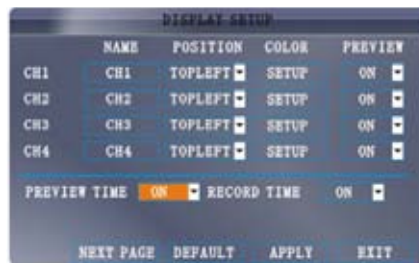 DISPLAY SETUP
NAME POSITION COLOR PREVIEW
CH1 CH1 TOPLEFT SETUP ON
CH2 CH2 TOPLEFT SETUP ON
CH3 CH3 TOPLEFT SETUP ON
CH4 CH4 TOPLEFT SETUP ON
PREVIEW TIME ON RECORD TIME ON
NEXT PAGE DEFAULT APPLY EXIT